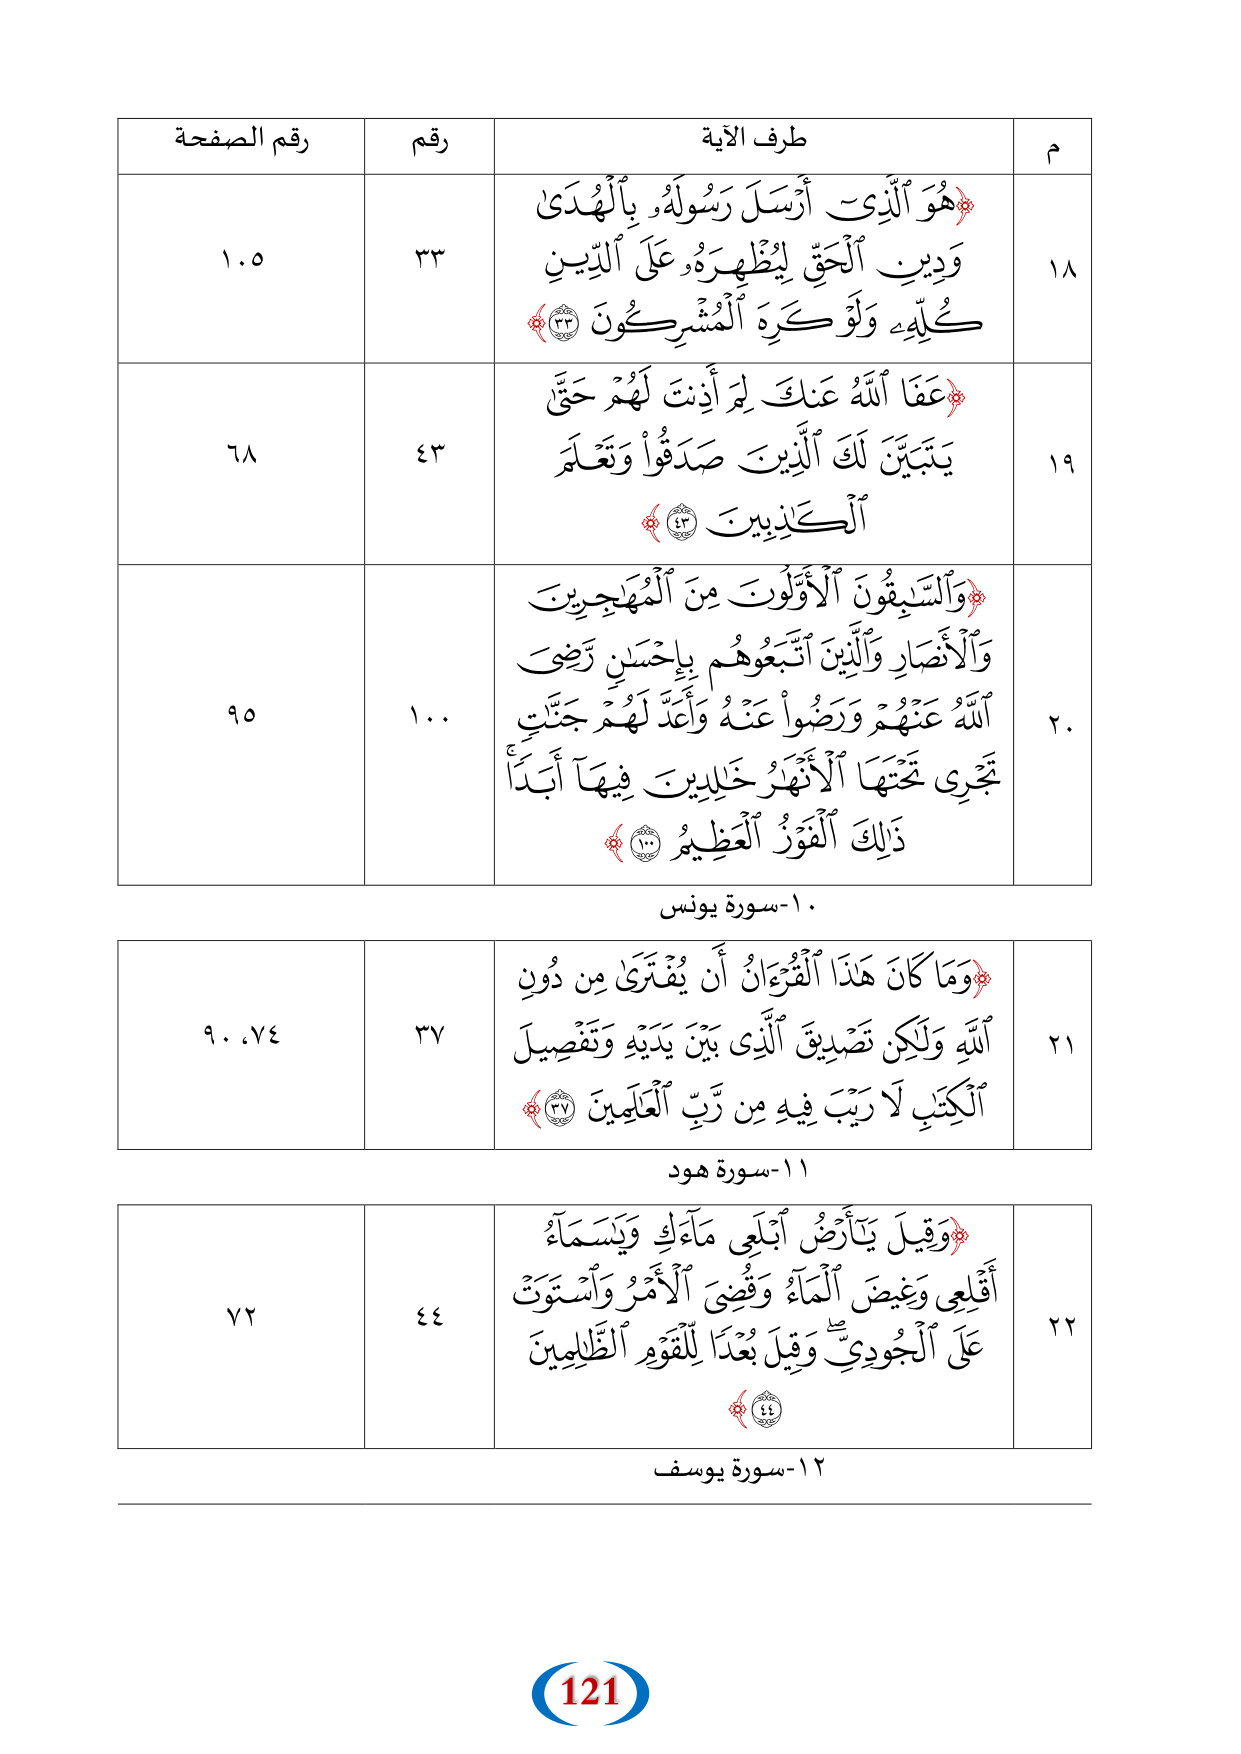 م طرف الآية رقم رقم الصفحة
١٨ ﴿هُوَ ٱلَّذِىٓ أَرْسَلَ رَسُولَهُۥ بِٱلْهُدَىٰ
وَدِينِ ٱلْحَقِّ لِيُظْهِرَهُۥ عَلَى ٱلدِّينِ ٣٣ ١٠٥
كُلِّهِۦ وَلَوْ كَرِهَ ٱلْمُشْرِكُونَ ٣٣﴾
١٩ ﴿عَفَا ٱللَّهُ عَنكَ لِمَ أَذِنتَ لَهُمْ حَتَّىٰ
يَتَبَيَّنَ لَكَ ٱلَّذِينَ صَدَقُوا۟ وَتَعْلَمَ ٤٣ ٦٨
ٱلْكَٰذِبِينَ ٤٣﴾
﴿وَٱلسَّٰبِقُونَ ٱلْأَوَّلُونَ مِنَ ٱلْمُهَٰجِرِينَ
وَٱلْأَنصَارِ وَٱلَّذِينَ ٱتَّبَعُوهُم بِإِحْسَٰنٍ رَّضِىَ
٢٠ ٱللَّهُ عَنْهُمْ وَرَضُوا۟ عَنْهُ وَأَعَدَّ لَهُمْ جَنَّٰتٍ ١٠٠ ٩٥
تَجْرِى تَحْتَهَا ٱلْأَنْهَٰرُ خَٰلِدِينَ فِيهَآ أَبَدًا ۚ
ذَٰلِكَ ٱلْفَوْزُ ٱلْعَظِيمُ ١٠٠﴾
١٠-سورة يونس
﴿وَمَا كَانَ هَٰذَا ٱلْقُرْءَانُ أَن يُفْتَرَىٰ مِن دُونِ
٢١ ٱللَّهِ وَلَٰكِن تَصْدِيقَ ٱلَّذِى بَيْنَ يَدَيْهِ وَتَفْصِيلَ ٣٧ ٧٤، ٩٠
ٱلْكِتَٰبِ لَا رَيْبَ فِيهِ مِن رَّبِّ ٱلْعَٰلَمِينَ ٣٧﴾
١١-سورة هود
﴿وَقِيلَ يَٰٓأَرْضُ ٱبْلَعِى مَآءَكِ وَيَٰسَمَآءُ
٢٢ أَقْلِعِى وَغِيضَ ٱلْمَآءُ وَقُضِىَ ٱلْأَمْرُ وَٱسْتَوَتْ ٤٤ ٧٢
عَلَى ٱلْجُودِىِّ ۖ وَقِيلَ بُعْدًا لِّلْقَوْمِ ٱلظَّٰلِمِينَ
٤٤﴾
١٢-سورة يوسف
121